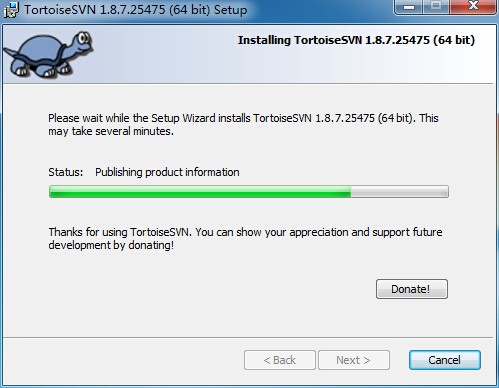 TortoiseSVN 1.8.7.25475 (64 bit) Setup
Installing TortoiseSVN 1.8.7.25475 (64 bit)
Please wait while the Setup Wizard installs TortoiseSVN 1.8.7.25475 (64 bit). This
may take several minutes.
Status: Publishing product information
Thanks for using TortoiseSVN. You can show your appreciation and support future
development by donating!
Donate!
< Back Next > Cancel